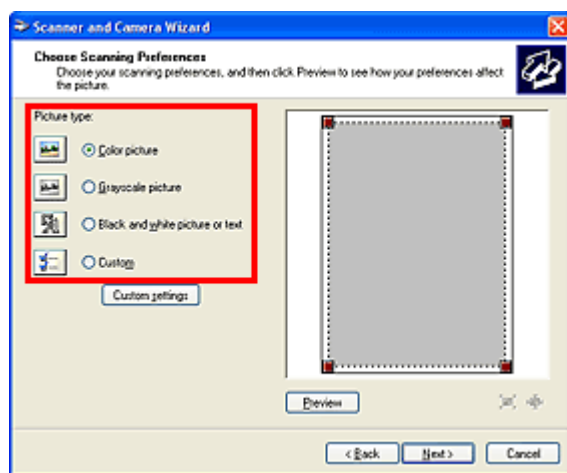 Scanner and Camera Wizard
Choose Scanning Preferences
Choose your scanning preferences, and then click Preview to see how your preferences affect
the picture.
Picture type:
Color picture
Grayscale picture
Black and white picture or text
Custom
Custom settings
Preview
< Back
Next >
Cancel